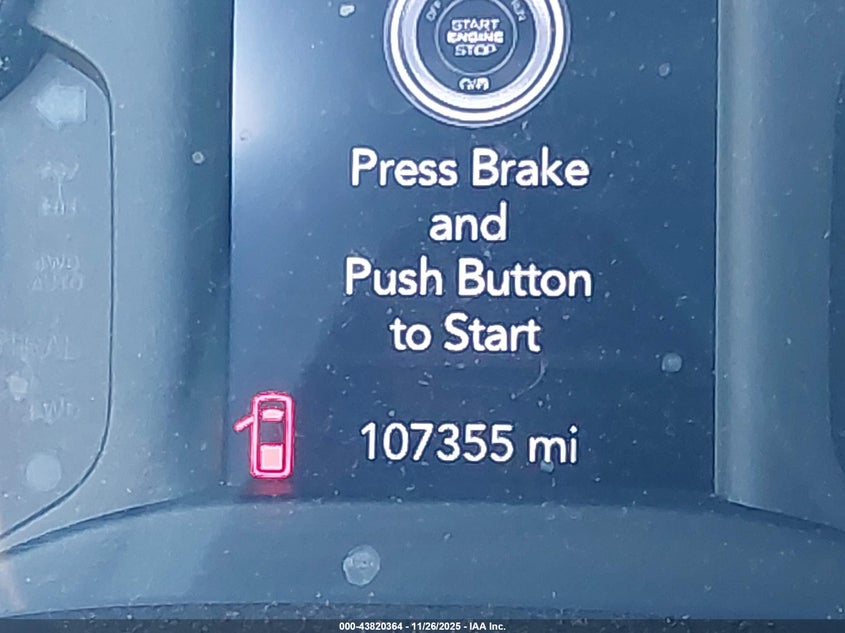 START
ENGINE
STOP
Press Brake
and
Push Button
to Start
107355 mi
000-43820364 - 11/26/2025 - IAA Inc.